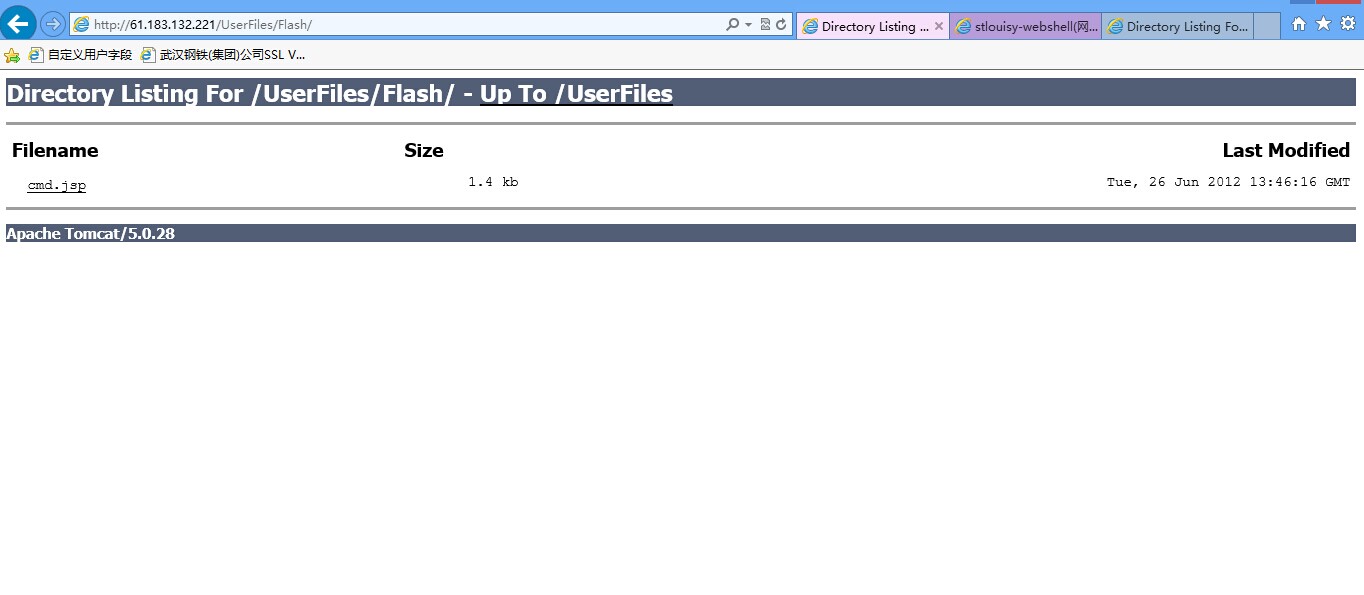 http://61.183.132.221/UserFiles/Flash/
Directory Listing ...
stlouisy-webshell(网...
Directory Listing Fo...
自定义用户字段
武汉钢铁(集团)公司SSL V...
Directory Listing For /UserFiles/Flash/ - Up To /UserFiles
Filename Size Last Modified
cmd.jsp 1.4 kb Tue, 26 Jun 2012 13:46:16 GMT
Apache Tomcat/5.0.28